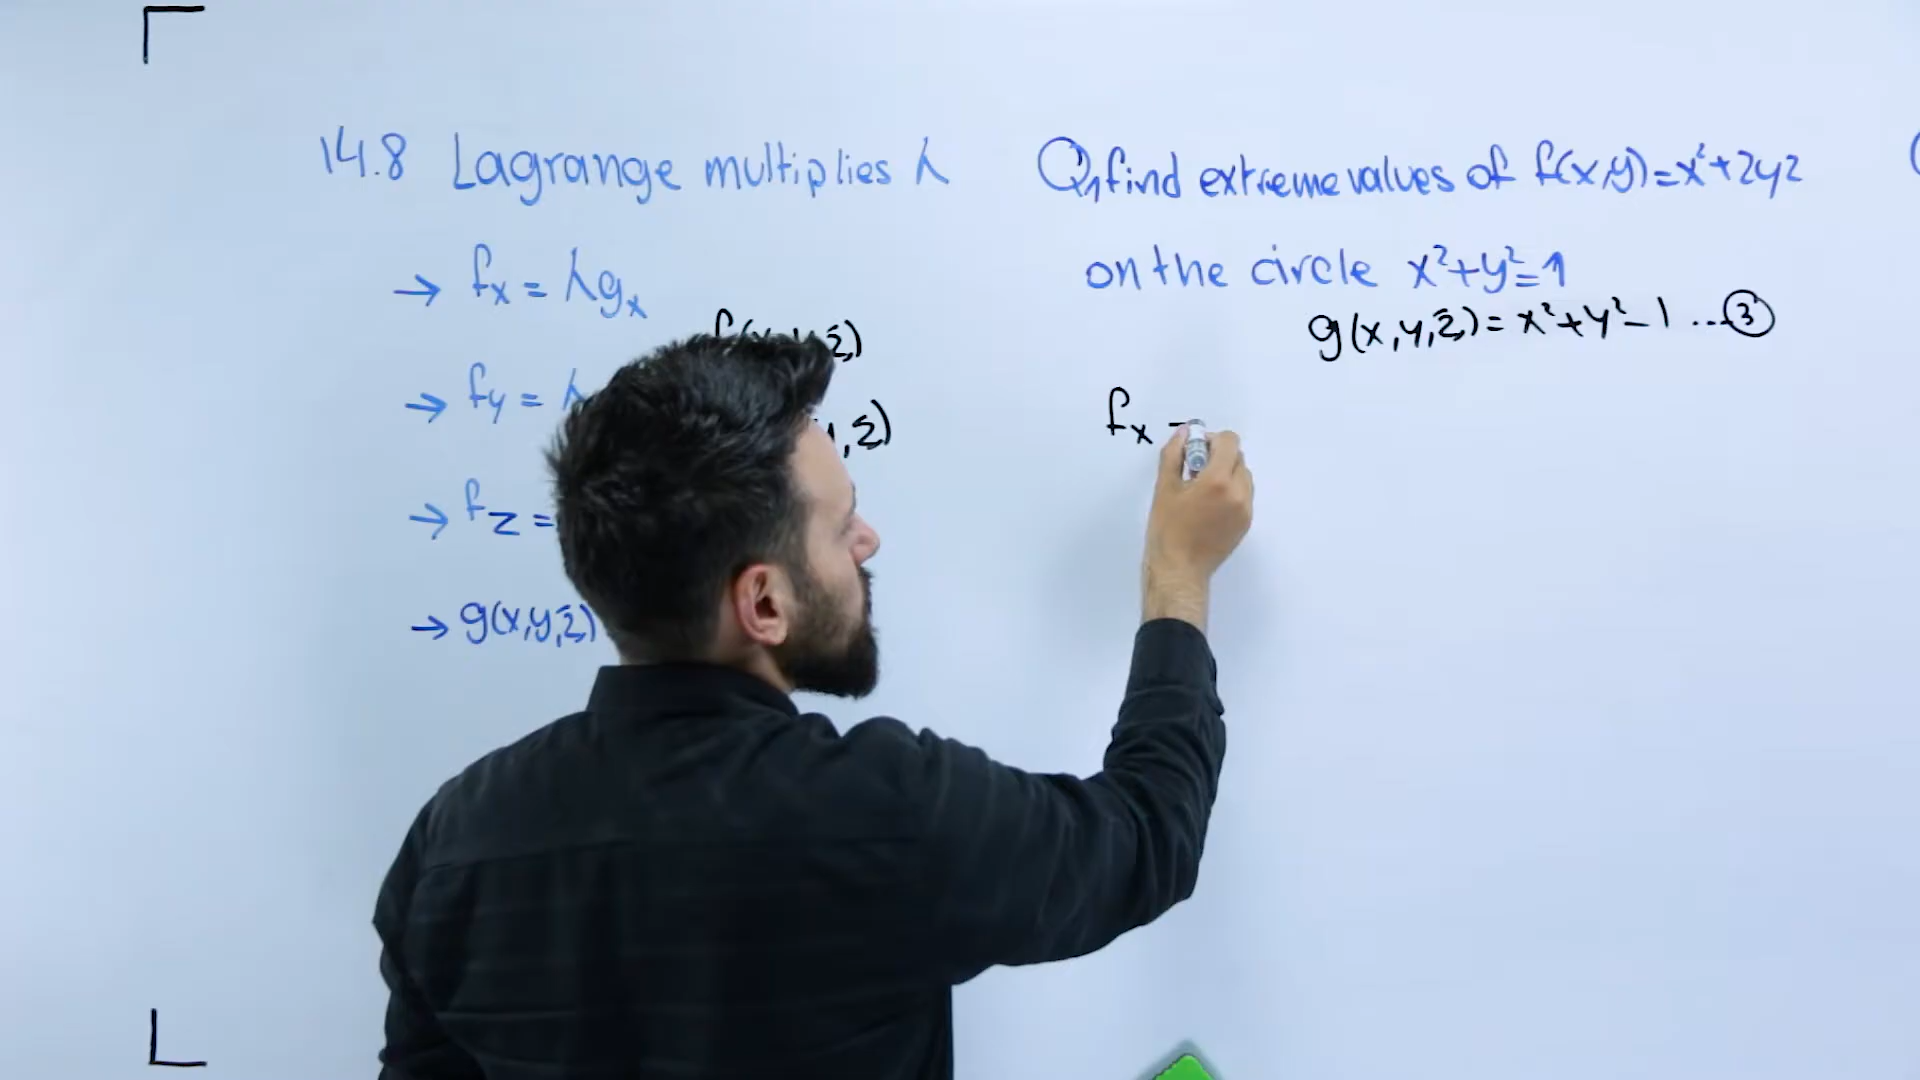 14.8 Lagrange multiplies λ
→ fx = λgx
f(x,y,z)
→ fy = λ
,z)
→ fz =
→ g(x,y,z)
Q1 find extreme values of f(x,y)=x²+2y2
on the circle x²+y²=1
g(x,y,z)= x²+y²-1 ...③
fx =